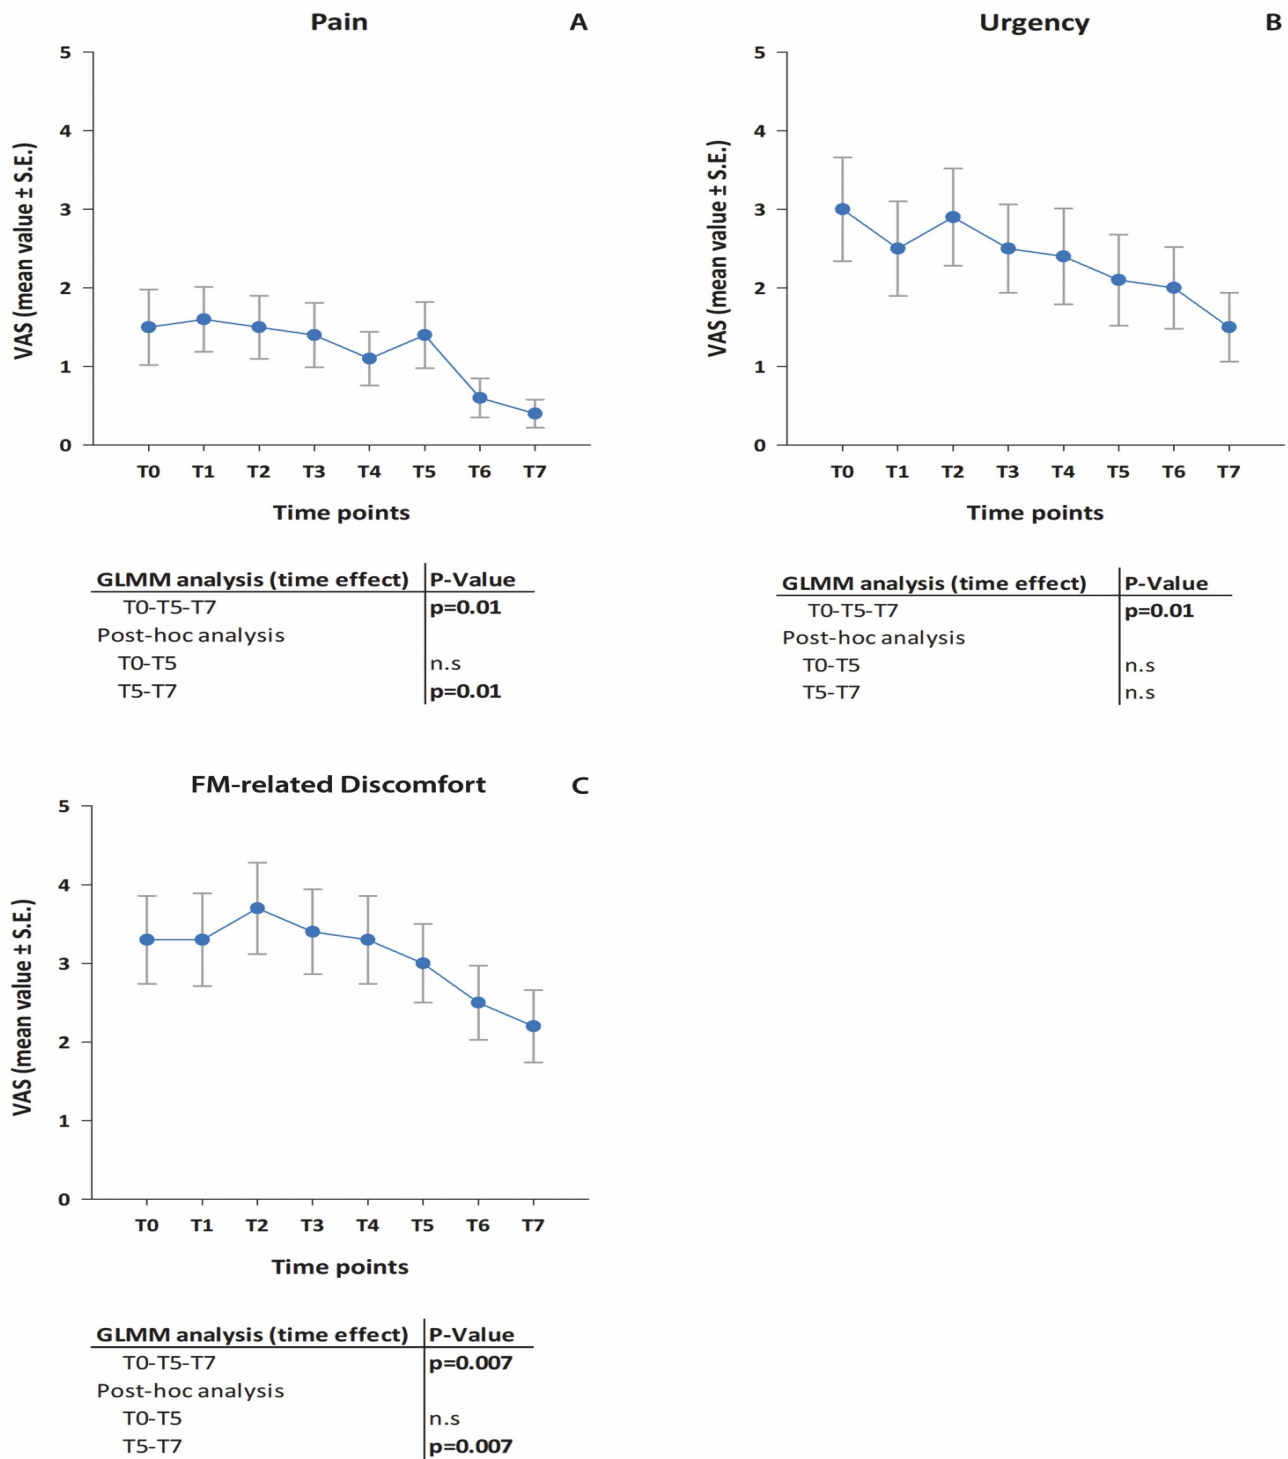 Pain A
VAS (mean value ± S.E.)
5
4
3
2
1
0
T0 T1 T2 T3 T4 T5 T6 T7
Time points
GLMM analysis (time effect) P-Value
T0-T5-T7 p=0.01
Post-hoc analysis
T0-T5 n.s
T5-T7 p=0.01
Urgency B
VAS (mean value ± S.E.)
5
4
3
2
1
0
T0 T1 T2 T3 T4 T5 T6 T7
Time points
GLMM analysis (time effect) P-Value
T0-T5-T7 p=0.01
Post-hoc analysis
T0-T5 n.s
T5-T7 n.s
FM-related Discomfort C
VAS (mean value ± S.E.)
5
4
3
2
1
0
T0 T1 T2 T3 T4 T5 T6 T7
Time points
GLMM analysis (time effect) P-Value
T0-T5-T7 p=0.007
Post-hoc analysis
T0-T5 n.s
T5-T7 p=0.007